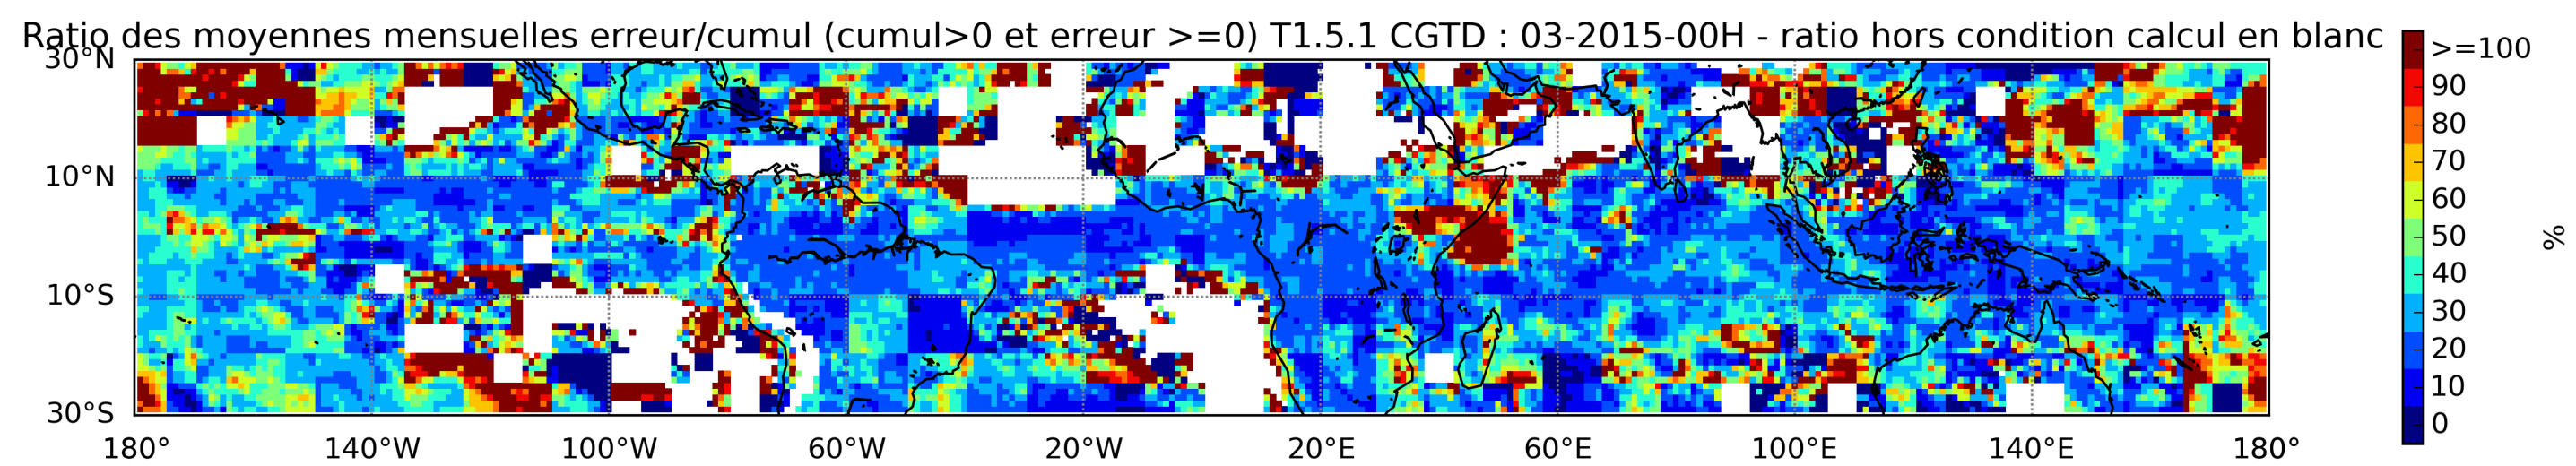 Ratio des moyennes mensuelles erreur/cumul (cumul>0 et erreur >=0) T1.5.1 CGTD : 03-2015-00H - ratio hors condition calcul en blanc
30°N
10°N
10°S
30°S
180° 140°W 100°W 60°W 20°W 20°E 60°E 100°E 140°E 180°
>=100
90
80
70
60
50
40
30
20
10
0
%